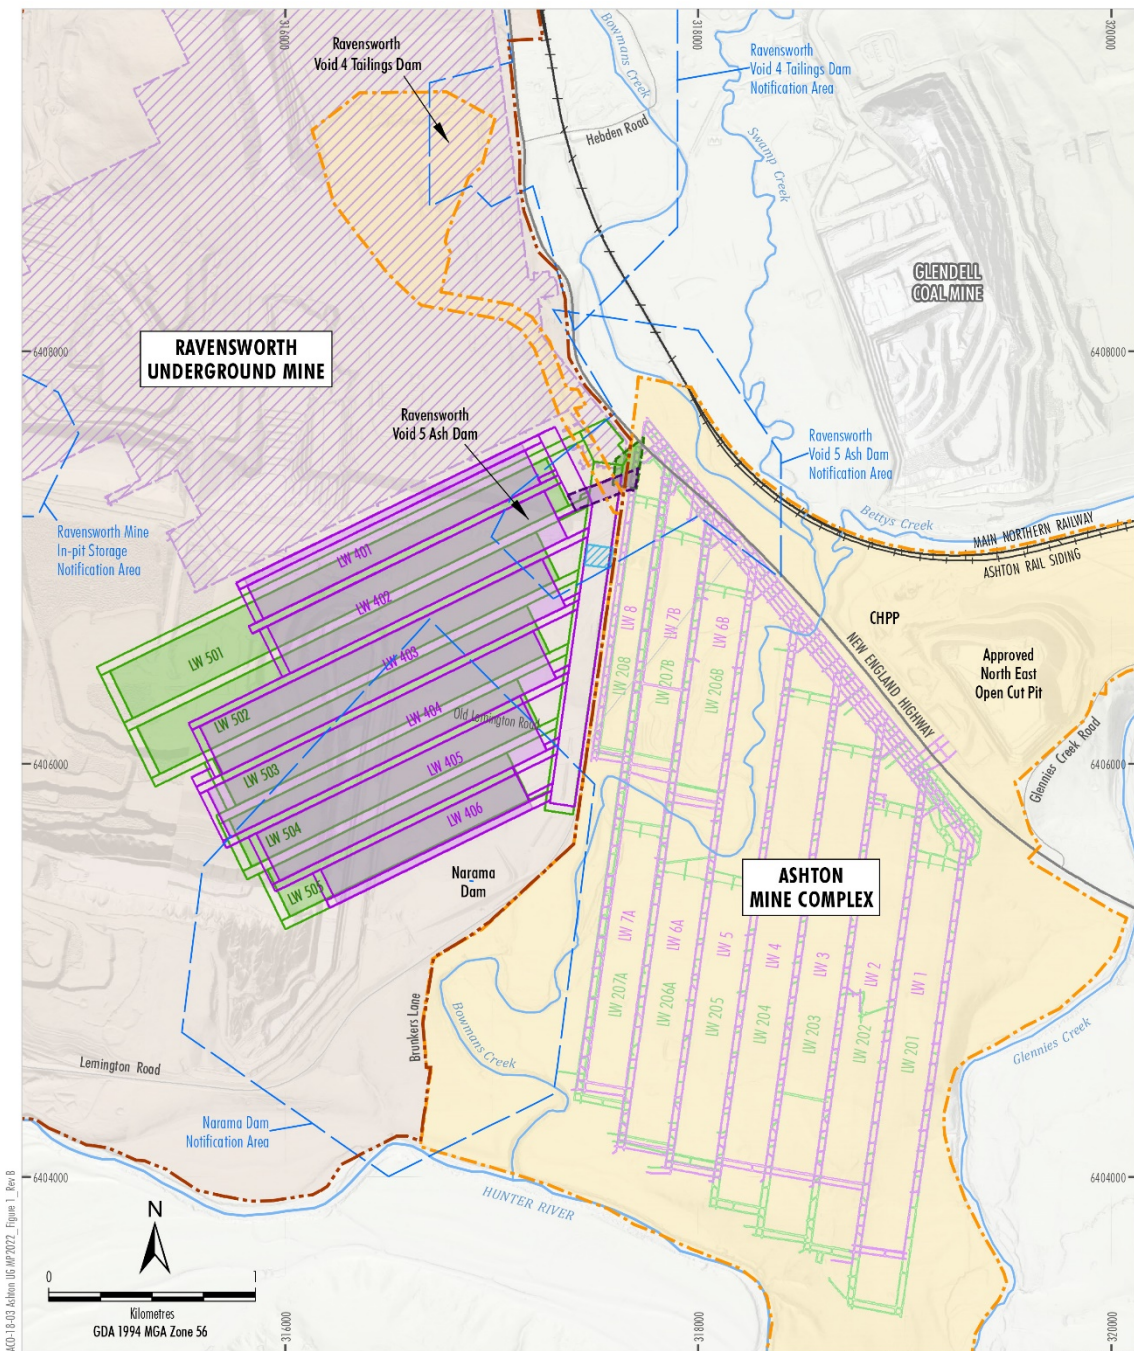 316000
318000
320000
Ravensworth
Void 4 Tailings Dam
Bowmans Creek
Ravensworth
Void 4 Tailings Dam
Notification Area
Hebden Road
Swamp Creek
GLENDELL
COAL MINE
6408000
6408000
RAVENSWORTH
UNDERGROUND MINE
Ravensworth
Void 5 Ash Dam
Ravensworth
Void 5 Ash Dam
Notification Area
Bettys Creek
MAIN NORTHERN RAILWAY
ASHTON RAIL SIDING
Ravensworth Mine
In-pit Storage
Notification Area
LW 401
LW 402
LW 403
LW 404
LW 405
LW 406
LW 501
LW 502
LW 503
LW 504
LW 505
Old Lemington Road
LW 8
LW 7B
LW 6B
LW 208
LW 207B
LW 206B
CHPP
NEW ENGLAND HIGHWAY
Approved
North East
Open Cut Pit
Glennies Creek Road
6406000
6406000
Narama
Dam
ASHTON
MINE COMPLEX
LW 7A
LW 6A
LW 5
LW 4
LW 3
LW 2
LW 1
LW 207A
LW 206A
LW 205
LW 204
LW 203
LW 202
LW 201
Brunkers Lane
Bowmans Creek
Glennies Creek
Lemington Road
Narama Dam
Notification Area
6404000
6404000
HUNTER RIVER
N
0
1
Kilometres
GDA 1994 MGA Zone 56
316000
318000
320000
ACO-18-03 Ashton UG MP2022_Figure 1_Rev B